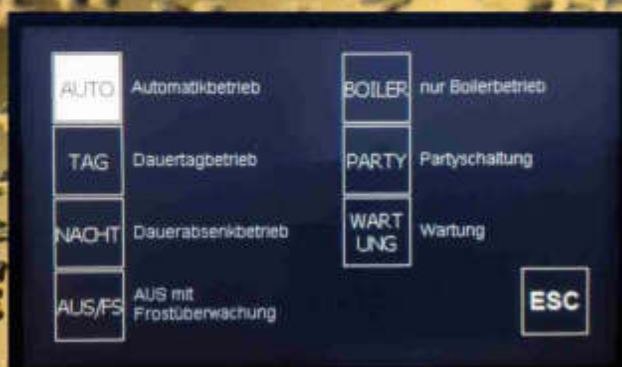 AUTO Automatikbetrieb
TAG Dauertagbetrieb
NACHT Dauerabsenkbetrieb
AUS/FS AUS mit
Frostüberwachung
BOILER nur Boilerbetrieb
PARTY Partyschaltung
WART
UNG Wartung
ESC